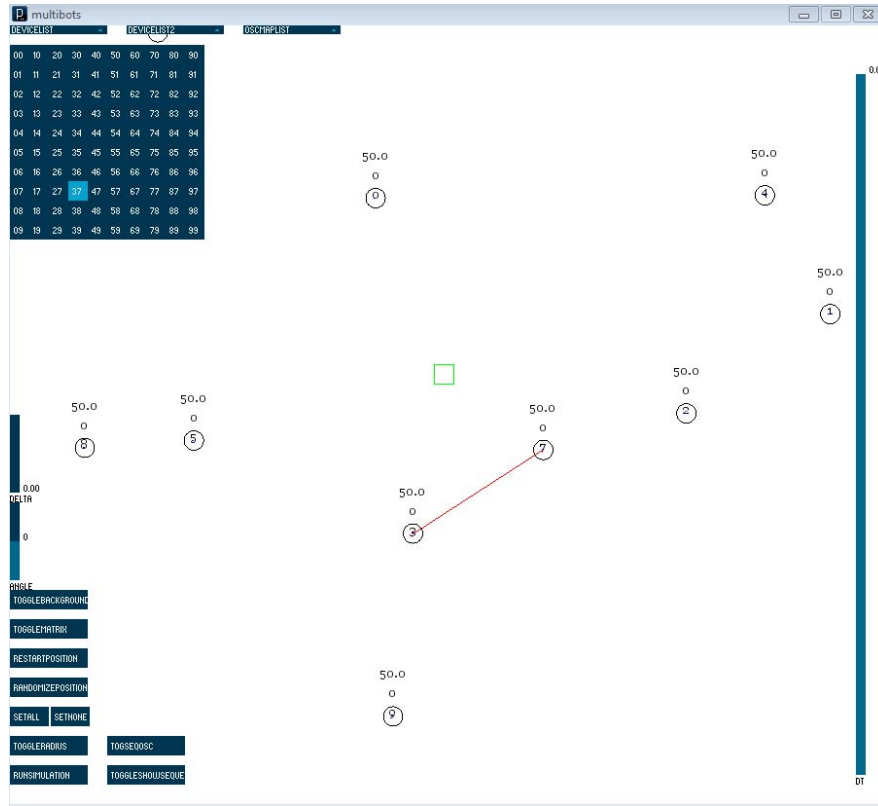 multibots
DEVICELIST DEVICELIST2 OSCMAPLIST
00 10 20 30 40 50 60 70 80 90
01 11 21 31 41 51 61 71 81 91
02 12 22 32 42 52 62 72 82 92
03 13 23 33 43 53 63 73 83 93
04 14 24 34 44 54 64 74 84 94
05 15 25 35 45 55 65 75 85 95
06 16 26 36 46 56 66 76 86 96
07 17 27 37 47 57 67 77 87 97
08 18 28 38 48 58 68 78 88 98
09 19 29 39 49 59 69 79 89 99
0.0
50.0
0
0
50.0
0
4
50.0
0
1
50.0
0
2
50.0
0
5
50.0
0
8
50.0
0
7
50.0
0
3
0.00
DELTA
0
ANGLE
TOGGLEBACKGROUND
TOGGLEMATRIX
RESTARTPOSITION
RANDOMIZEPOSITION
50.0
0
9
SETALL SETNONE
TOGGLERADIUS TOGSEQOSC
RUNSIMULATION TOGGLESHOWSEQUE
DT